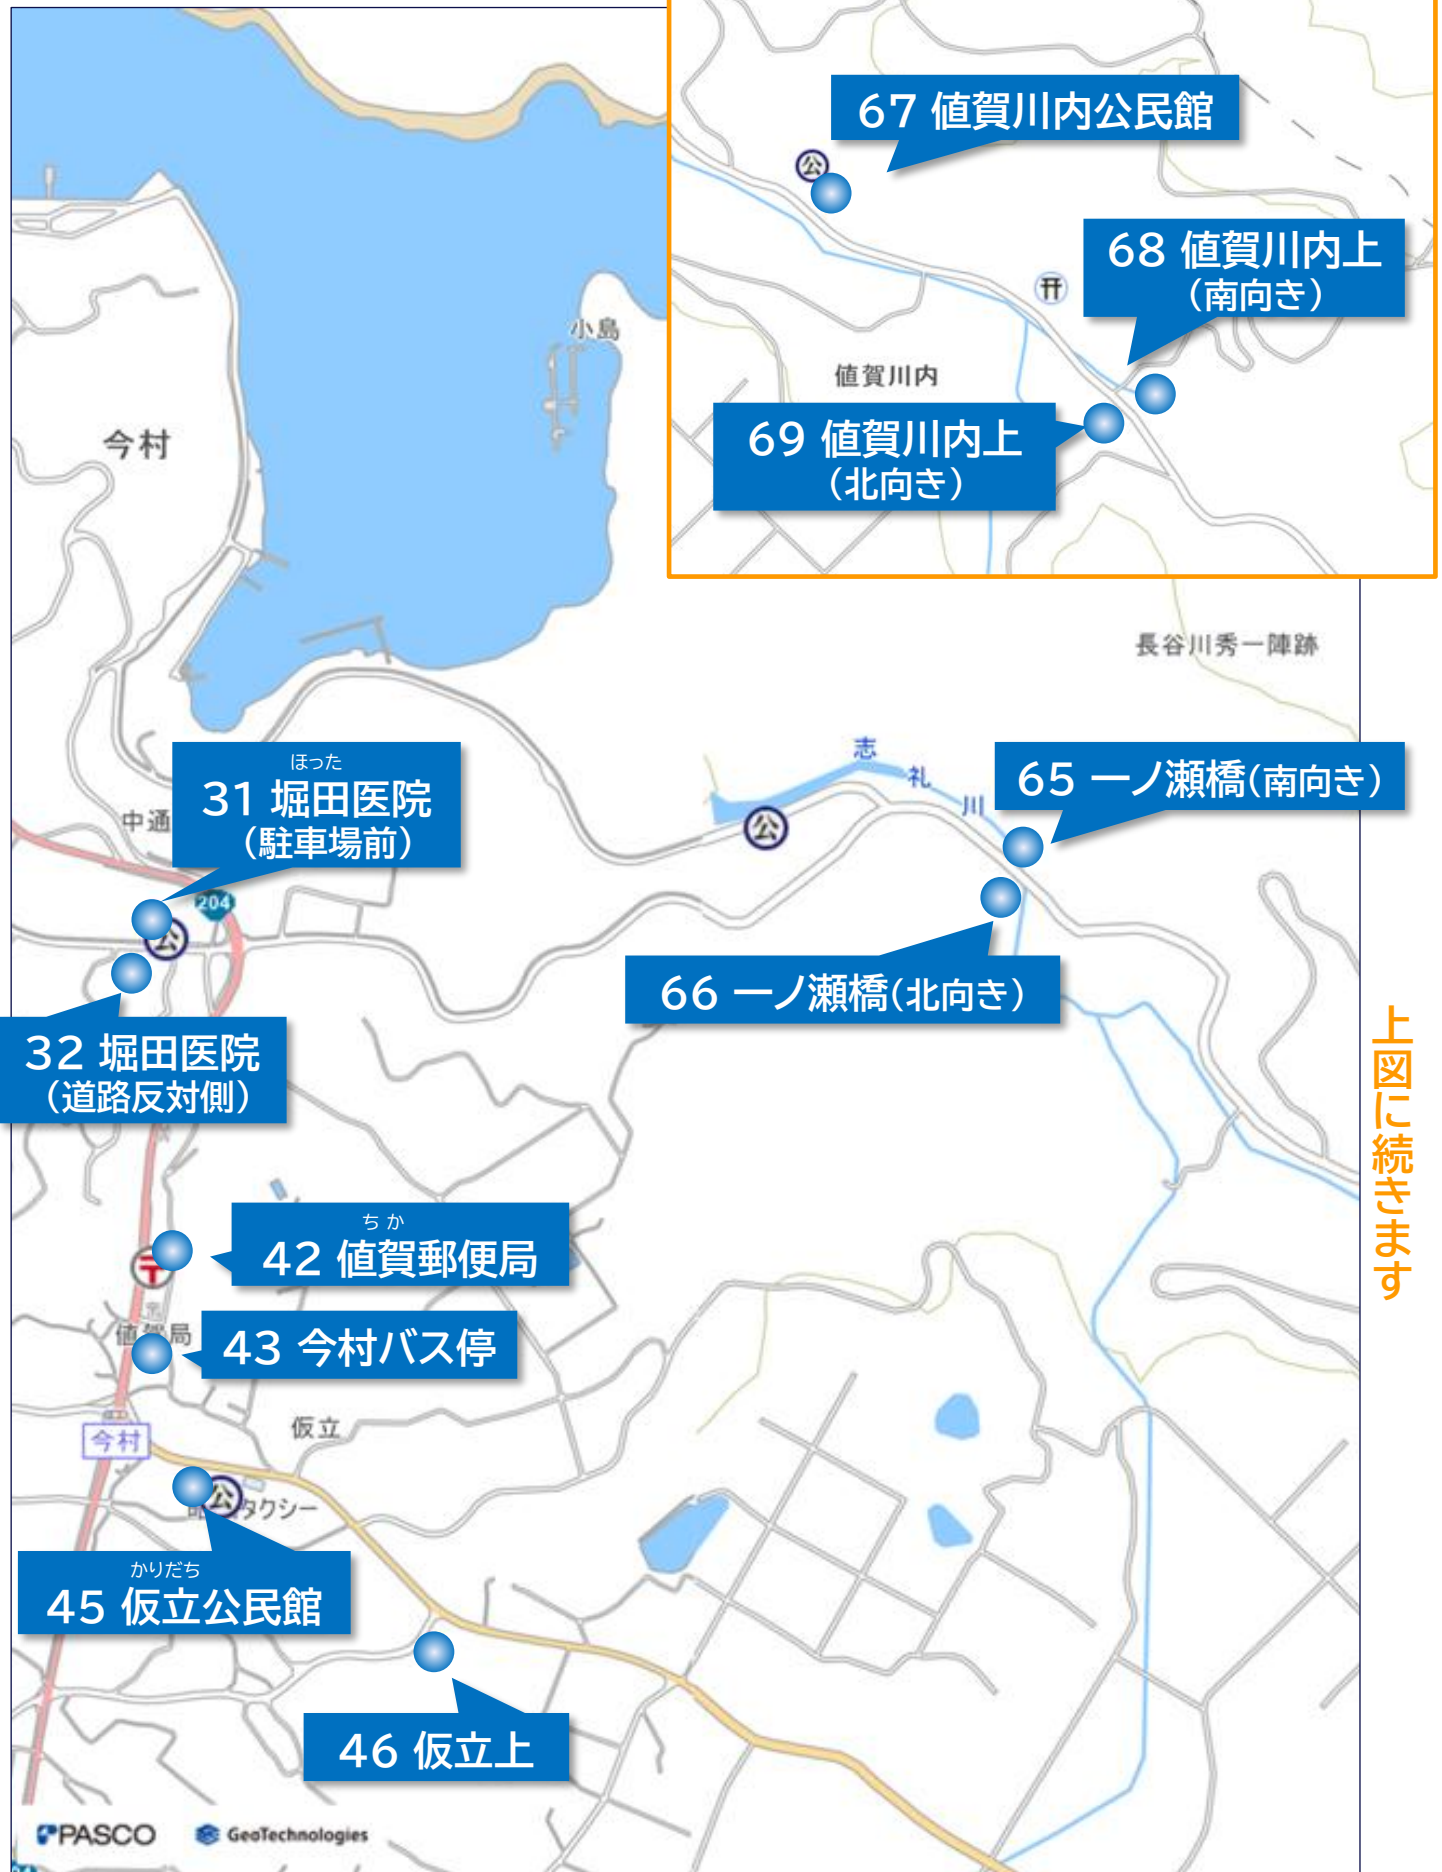 67 値賀川内公民館
公
68 値賀川内上
（南向き）
値賀川内
69 値賀川内上
（北向き）
小島
今村
長谷川秀一陣跡
志礼川
65 一ノ瀬橋（南向き）
公
ほった
31 堀田医院
（駐車場前）
中通
204
公
66 一ノ瀬橋（北向き）
32 堀田医院
（道路反対側）
上図に続きます
ちか
42 値賀郵便局
43 今村バス停
値賀局
仮立
今村
公
タクシー
かりだち
45 仮立公民館
46 仮立上
PASCO
GeoTechnologies